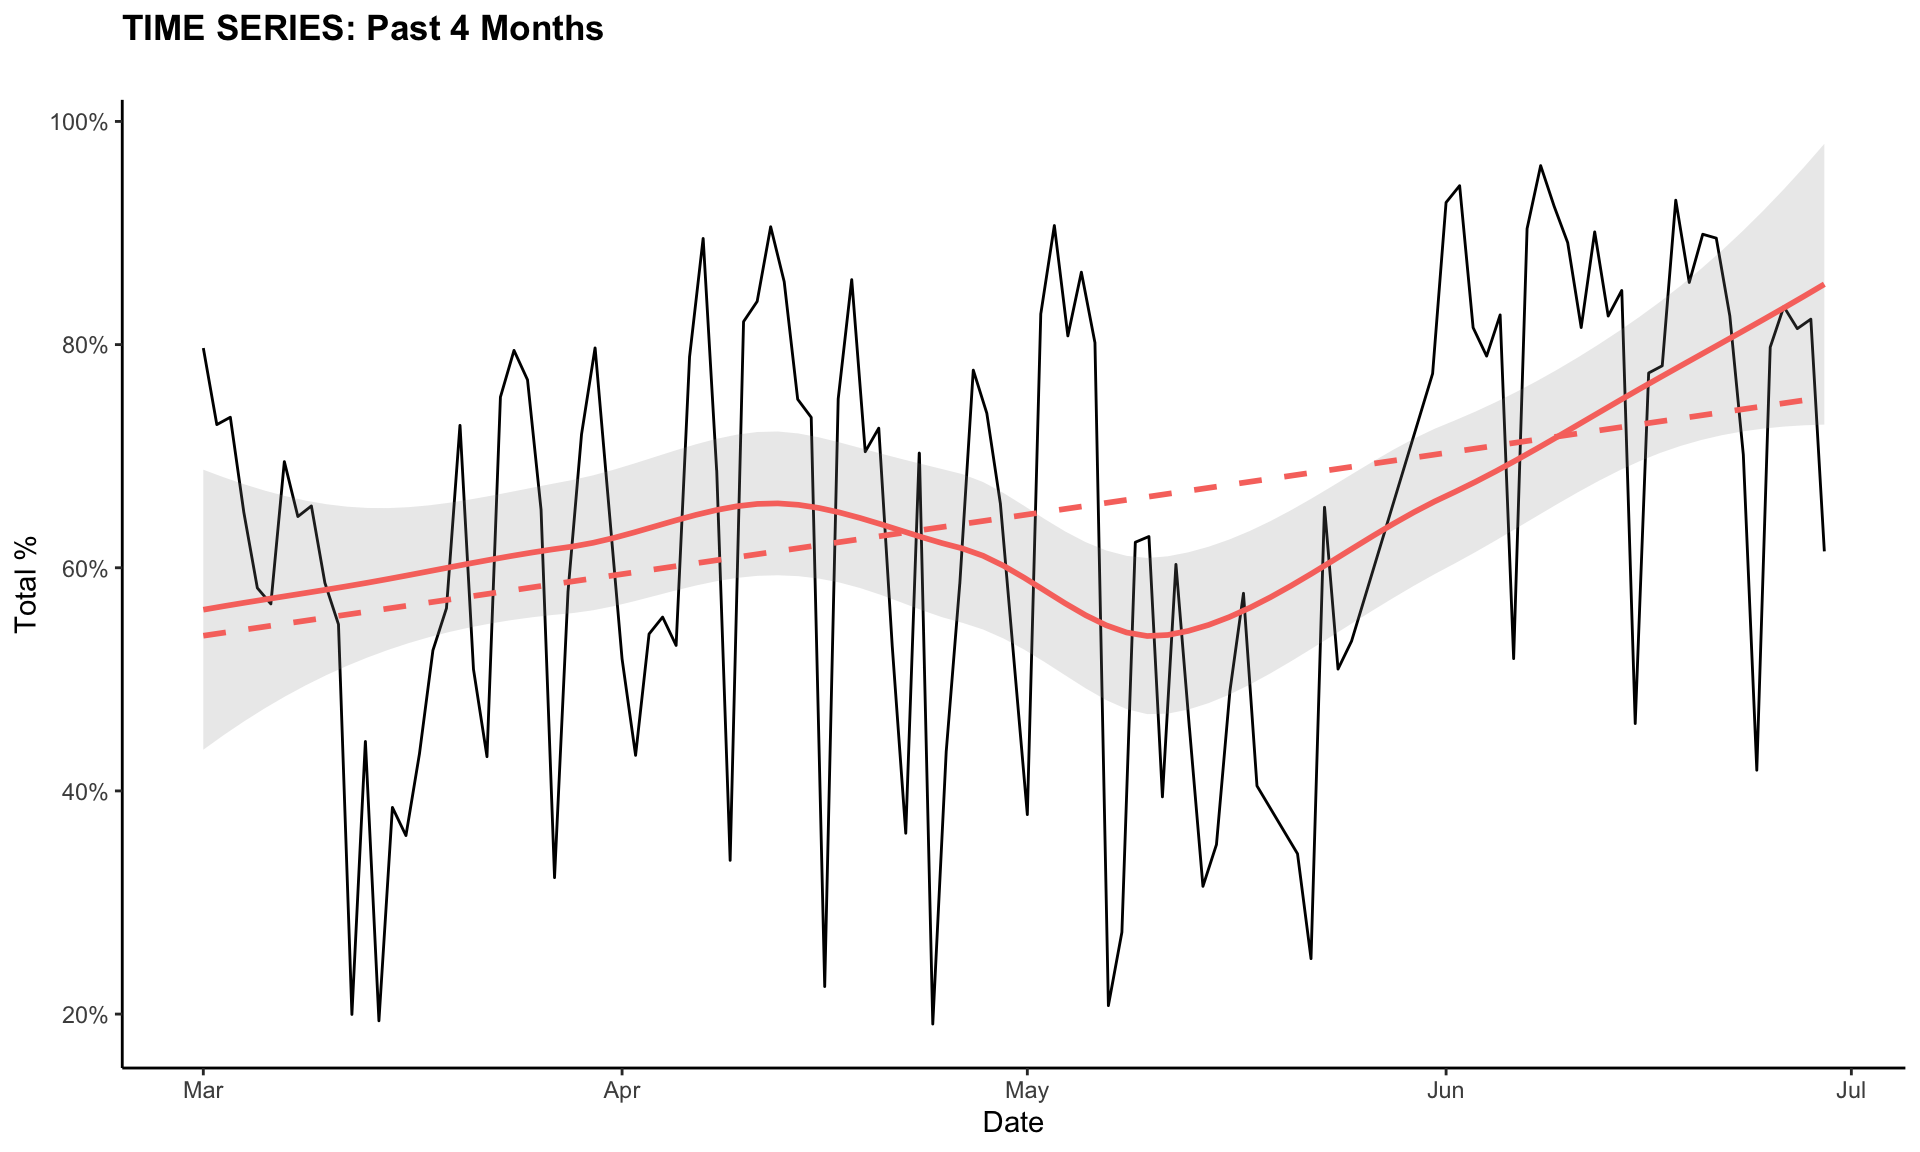 TIME SERIES: Past 4 Months
100%
80%
60%
40%
20%
Total %
Mar Apr May Jun Jul
Date